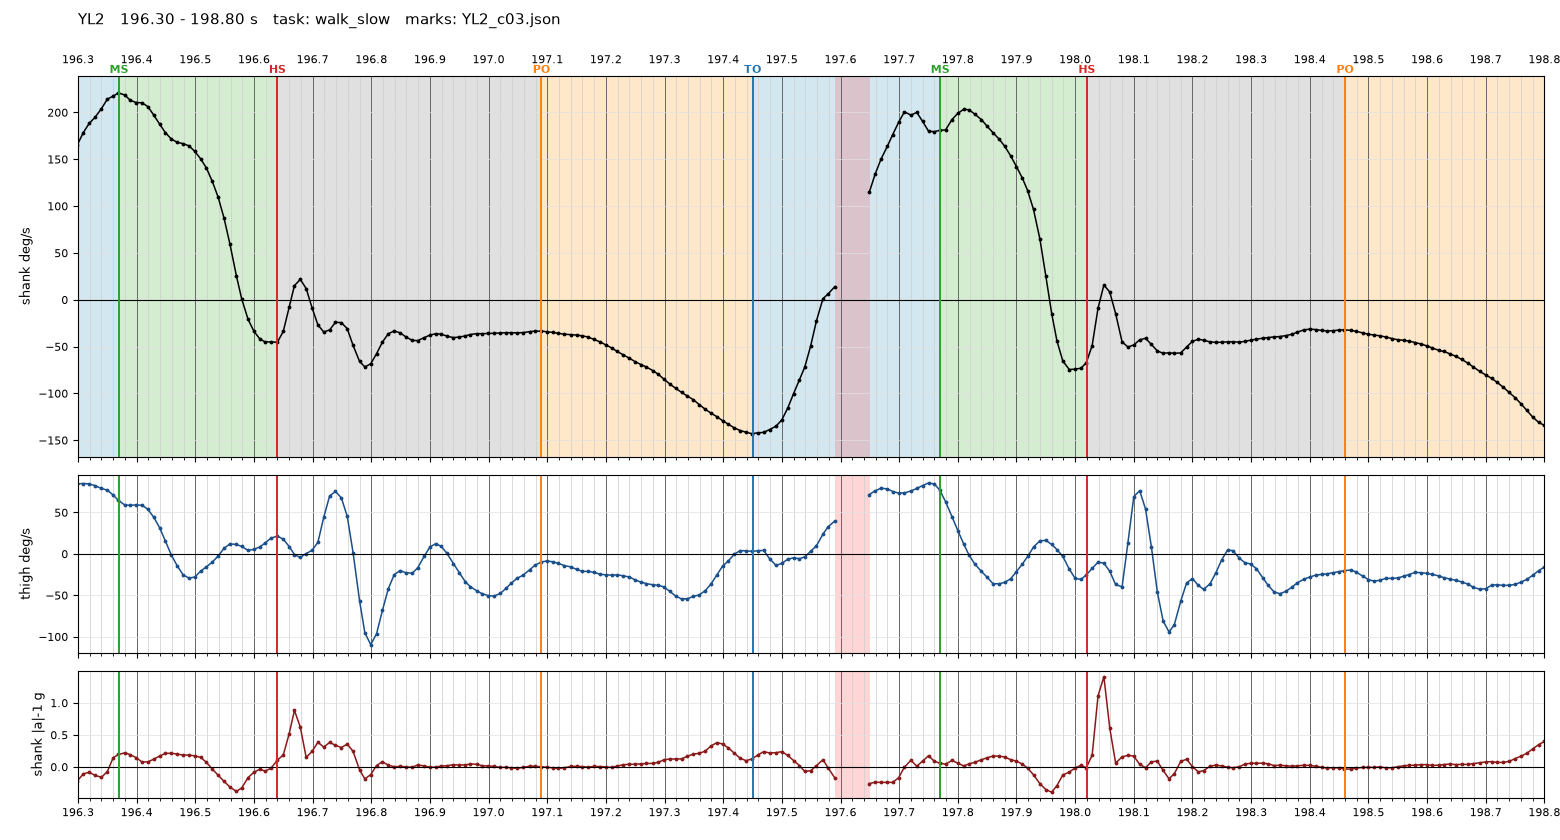 YL2 196.30 - 198.80 s task: walk_slow marks: YL2_c03.json
196.3 196.4 196.5 196.6 196.7 196.8 196.9 197.0 197.1 197.2 197.3 197.4 197.5 197.6 197.7 197.8 197.9 198.0 198.1 198.2 198.3 198.4 198.5 198.6 198.7 198.8
MS HS PO TO MS HS PO
shank deg/s
200
150
100
50
0
−50
−100
−150
thigh deg/s
50
0
−50
−100
shank |a|-1 g
1.0
0.5
0.0
196.3 196.4 196.5 196.6 196.7 196.8 196.9 197.0 197.1 197.2 197.3 197.4 197.5 197.6 197.7 197.8 197.9 198.0 198.1 198.2 198.3 198.4 198.5 198.6 198.7 198.8